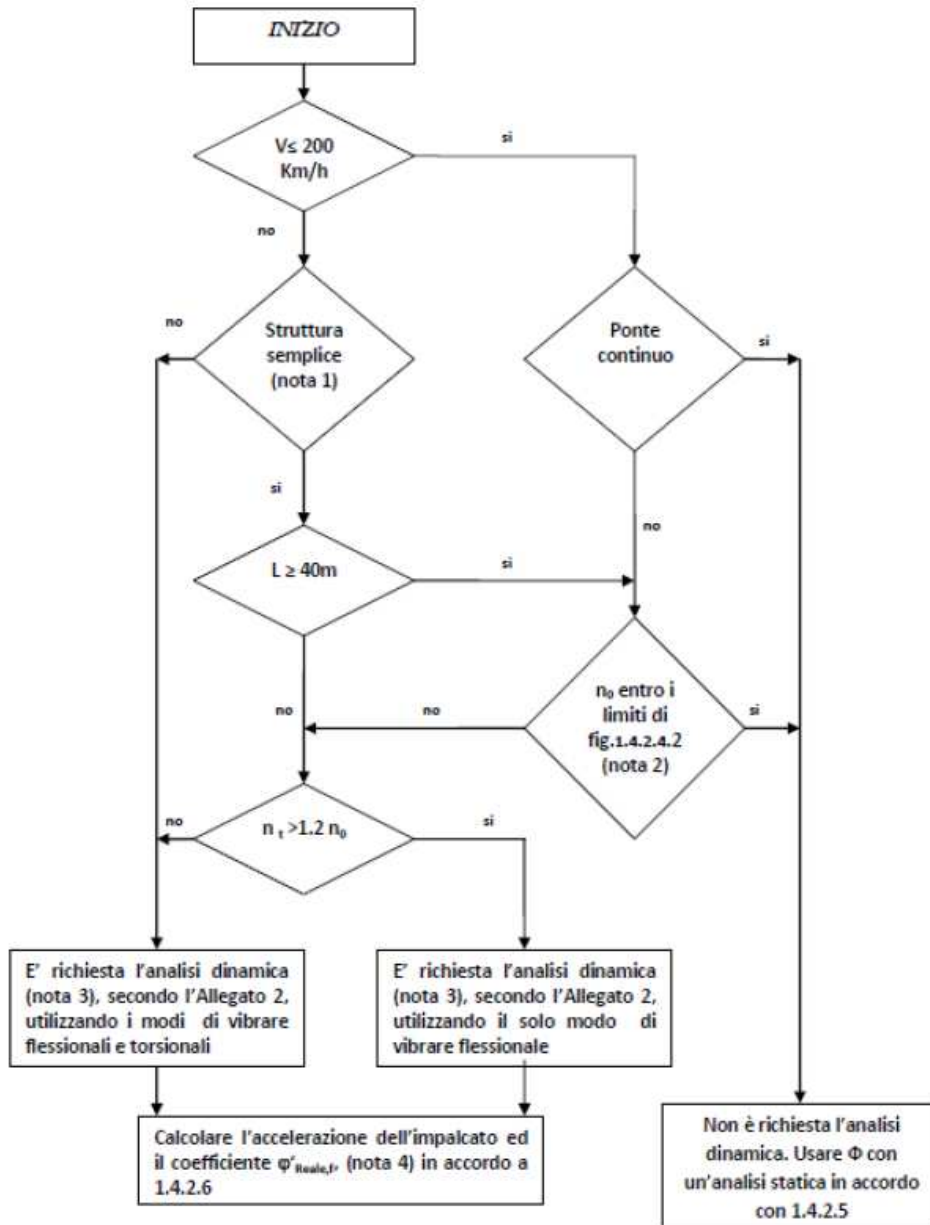 INIZIO
V≤ 200
Km/h
si
no
Struttura
semplice
(nota 1)
no
Ponte
continuo
si
si
no
L ≥ 40m
si
no
n₀ entro i
limiti di
fig.1.4.2.4.2
(nota 2)
no
si
n t >1.2 n₀
no
si
E’ richiesta l’analisi dinamica
(nota 3), secondo l’Allegato 2,
utilizzando i modi di vibrare
flessionali e torsionali
E’ richiesta l’analisi dinamica
(nota 3), secondo l’Allegato 2,
utilizzando il solo modo di
vibrare flessionale
Calcolare l’accelerazione dell’impalcato ed
il coefficiente φ’Reale,f, (nota 4) in accordo a
1.4.2.6
Non è richiesta l’analisi
dinamica. Usare Φ con
un’analisi statica in accordo
con 1.4.2.5